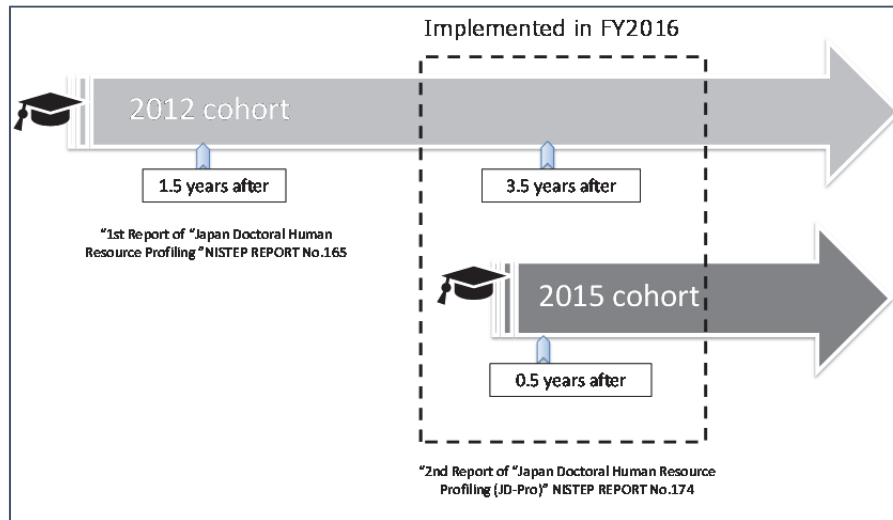 Implemented in FY2016
2012 cohort
1.5 years after
3.5 years after
"1st Report of "Japan Doctoral Human
Resource Profiling "NISTEP REPORT No.165
2015 cohort
0.5 years after
"2nd Report of "Japan Doctoral Human Resource
Profiling (JD-Pro)" NISTEP REPORT No.174